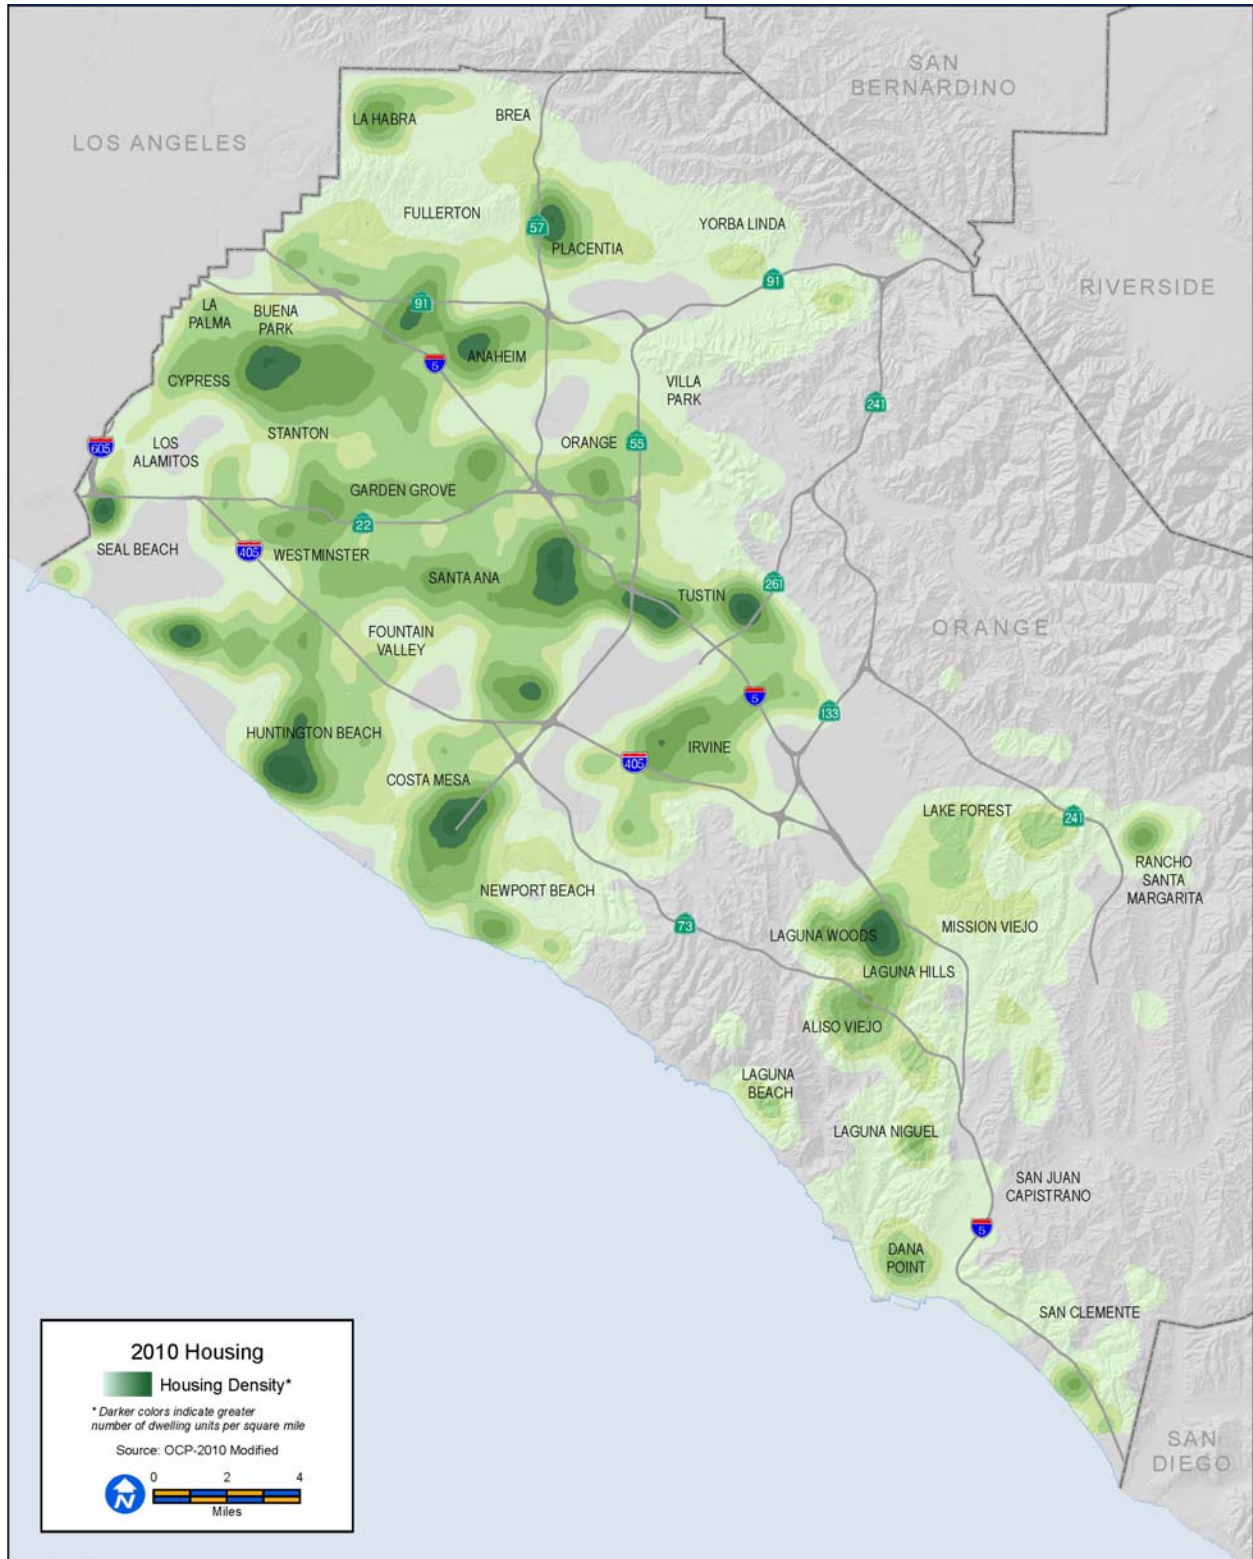 SAN
BERNARDINO
LOS ANGELES
BREA
LA HABRA
FULLERTON
YORBA LINDA
57
PLACENTIA
91
RIVERSIDE
91
LA
PALMA
BUENA
PARK
ANAHEIM
5
CYPRESS
VILLA
PARK
241
STANTON
605
LOS
ALAMITOS
ORANGE
55
GARDEN GROVE
22
SEAL BEACH
405
WESTMINSTER
SANTA ANA
261
TUSTIN
ORANGE
FOUNTAIN
VALLEY
5
133
HUNTINGTON BEACH
IRVINE
405
COSTA MESA
LAKE FOREST
241
RANCHO
SANTA
MARGARITA
NEWPORT BEACH
73
LAGUNA WOODS
MISSION VIEJO
LAGUNA HILLS
ALISO VIEJO
LAGUNA
BEACH
LAGUNA NIGUEL
SAN JUAN
CAPISTRANO
5
DANA
POINT
SAN CLEMENTE
SAN
DIEGO
2010 Housing
Housing Density*
* Darker colors indicate greater
number of dwelling units per square mile
Source: OCP-2010 Modified
N
0 2 4
Miles